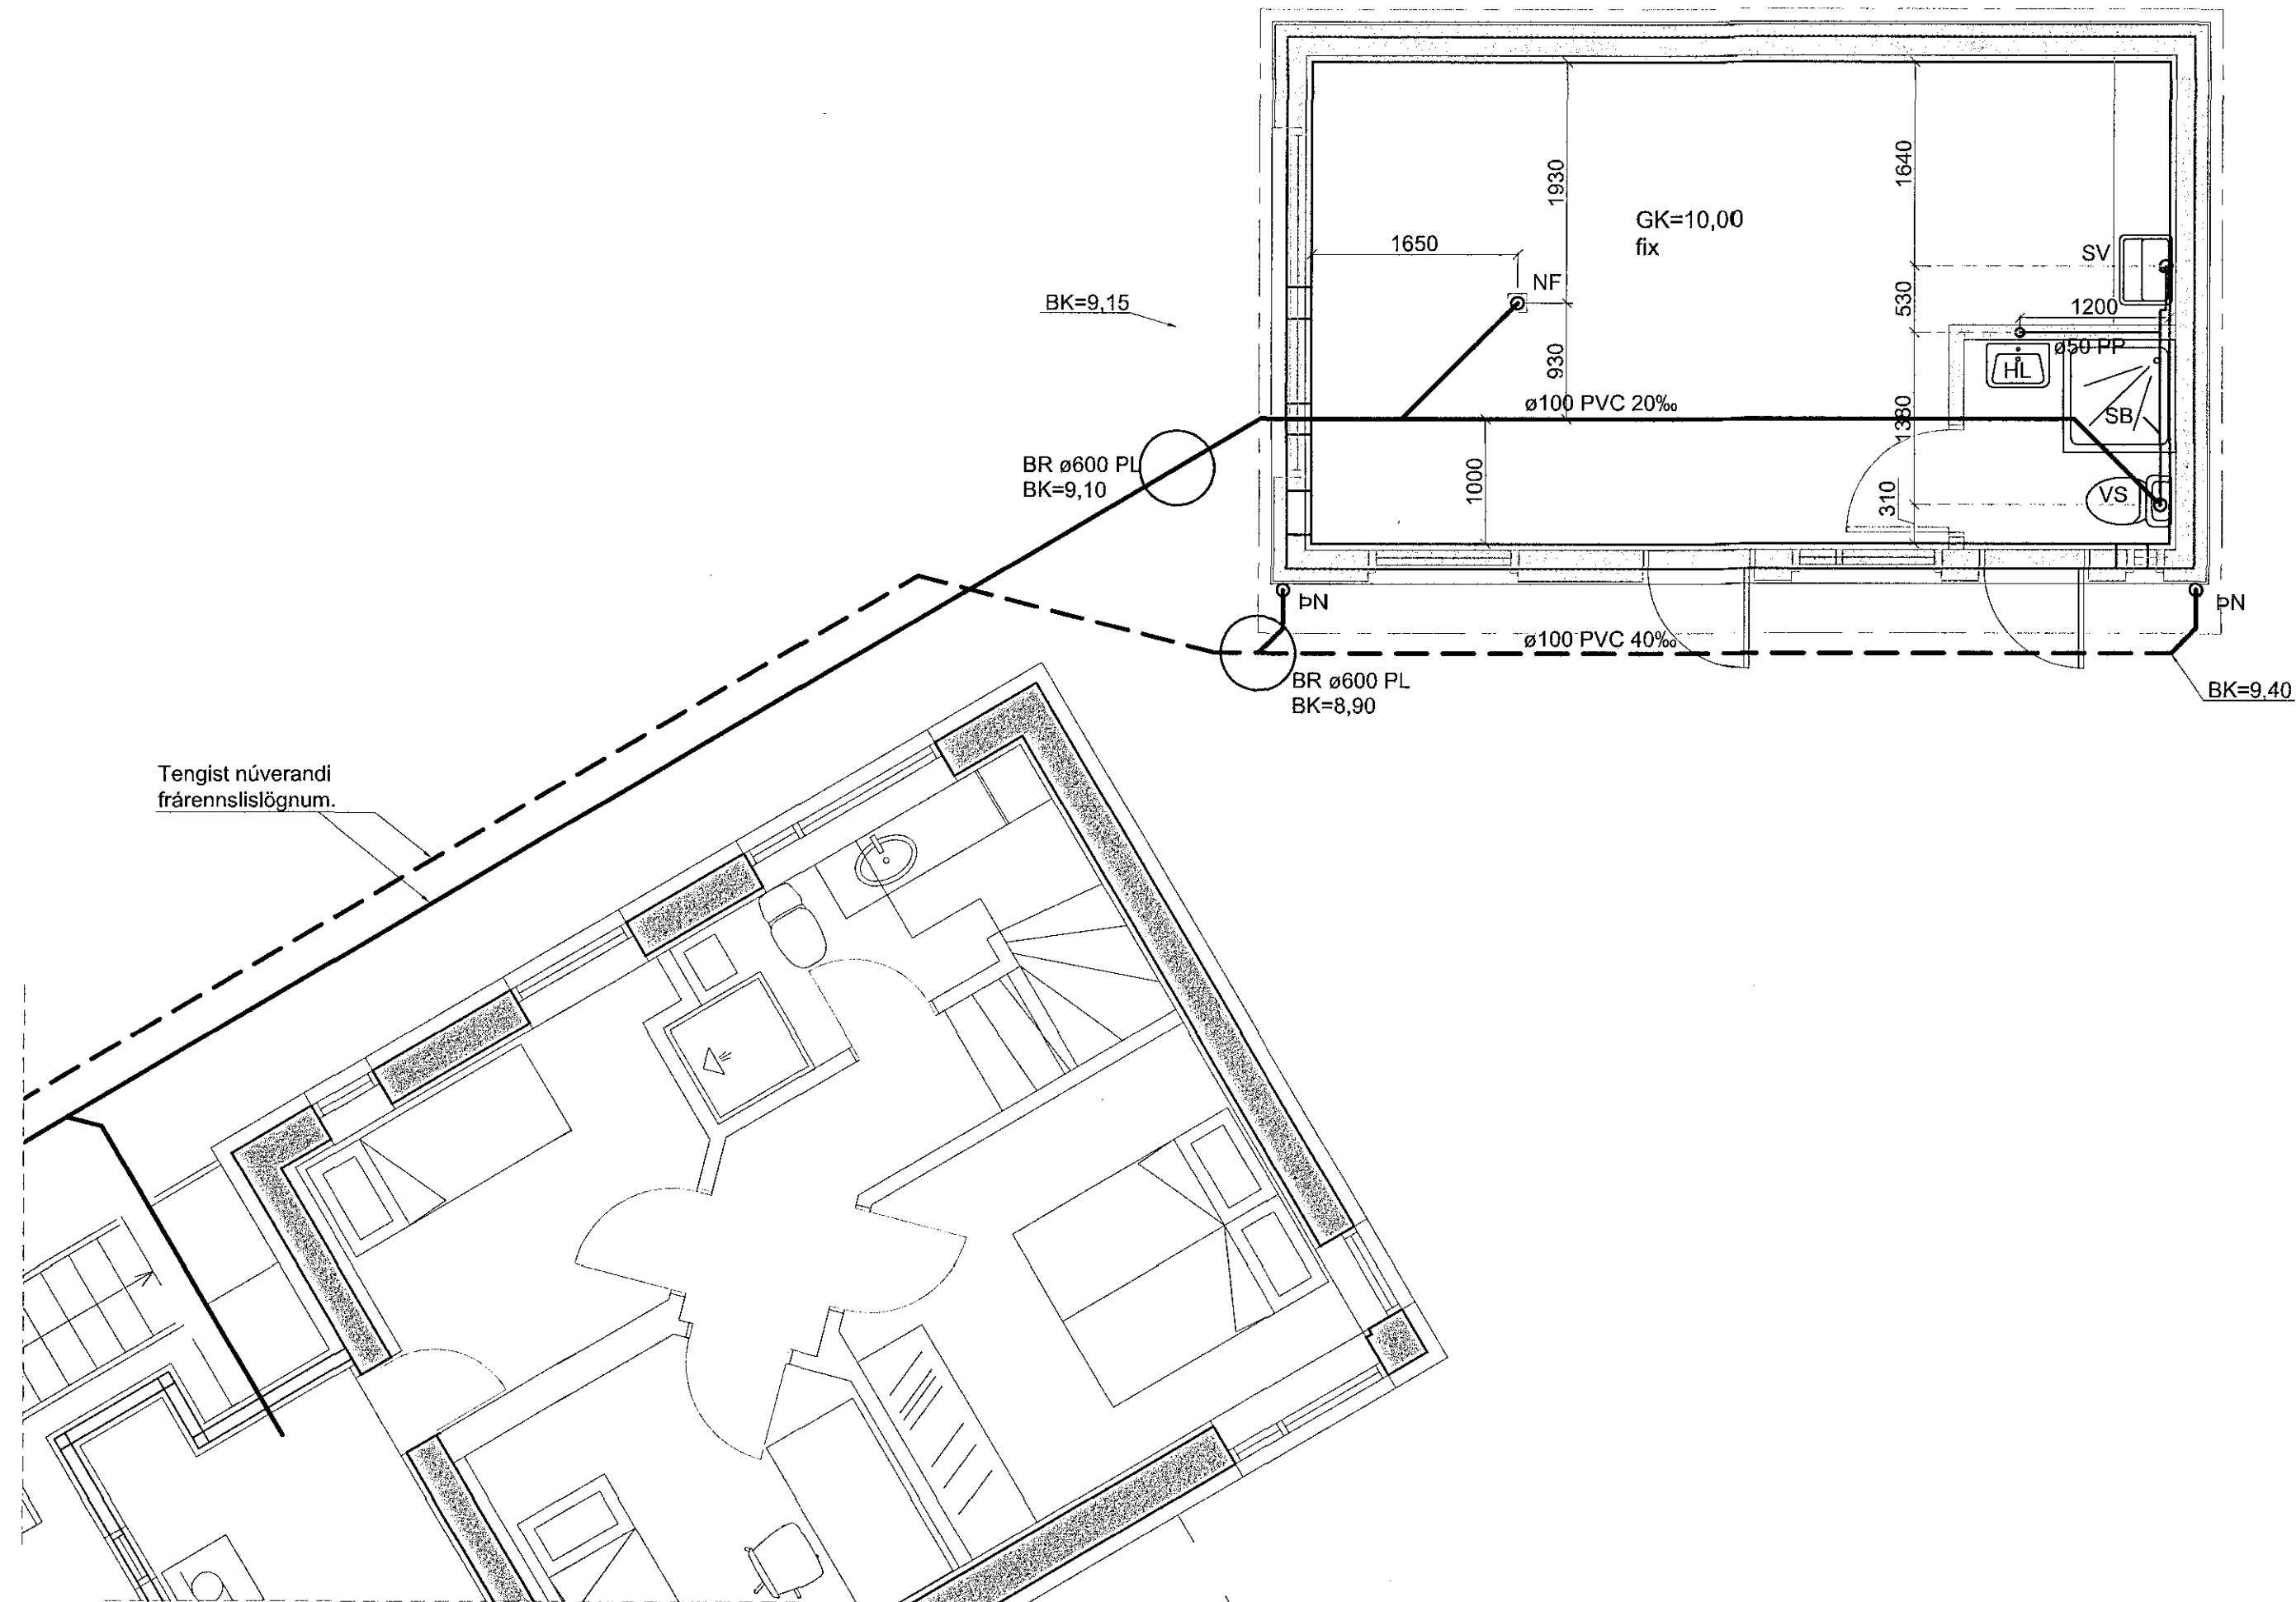 1930
1640
GK=10,00
fix
1650
SV
NF
530
1200
BK=9,15
ø50 PP
HL
930
ø100 PVC 20‰
1380
SB
BR ø600 PL
BK=9,10
1000
310
VS
ÞN
ÞN
ø100 PVC 40‰
BR ø600 PL
BK=8,90
BK=9,40
Tengist núverandi
frárennslislögnum.